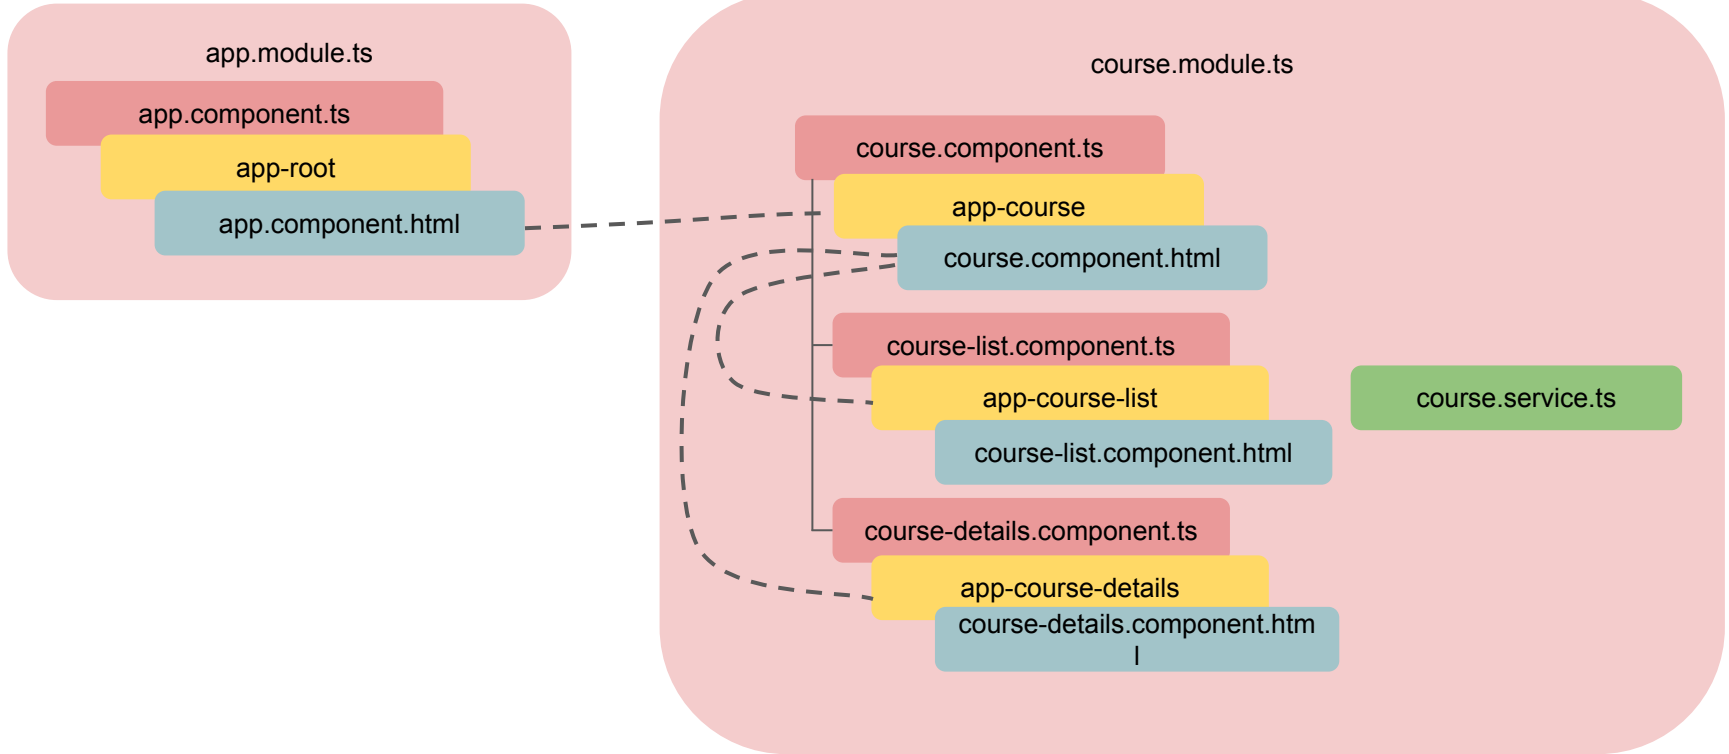 app.module.ts
app.component.ts
app-root
app.component.html
course.module.ts
course.component.ts
app-course
course.component.html
course-list.component.ts
app-course-list
course-list.component.html
course.service.ts
course-details.component.ts
app-course-details
course-details.component.htm
l